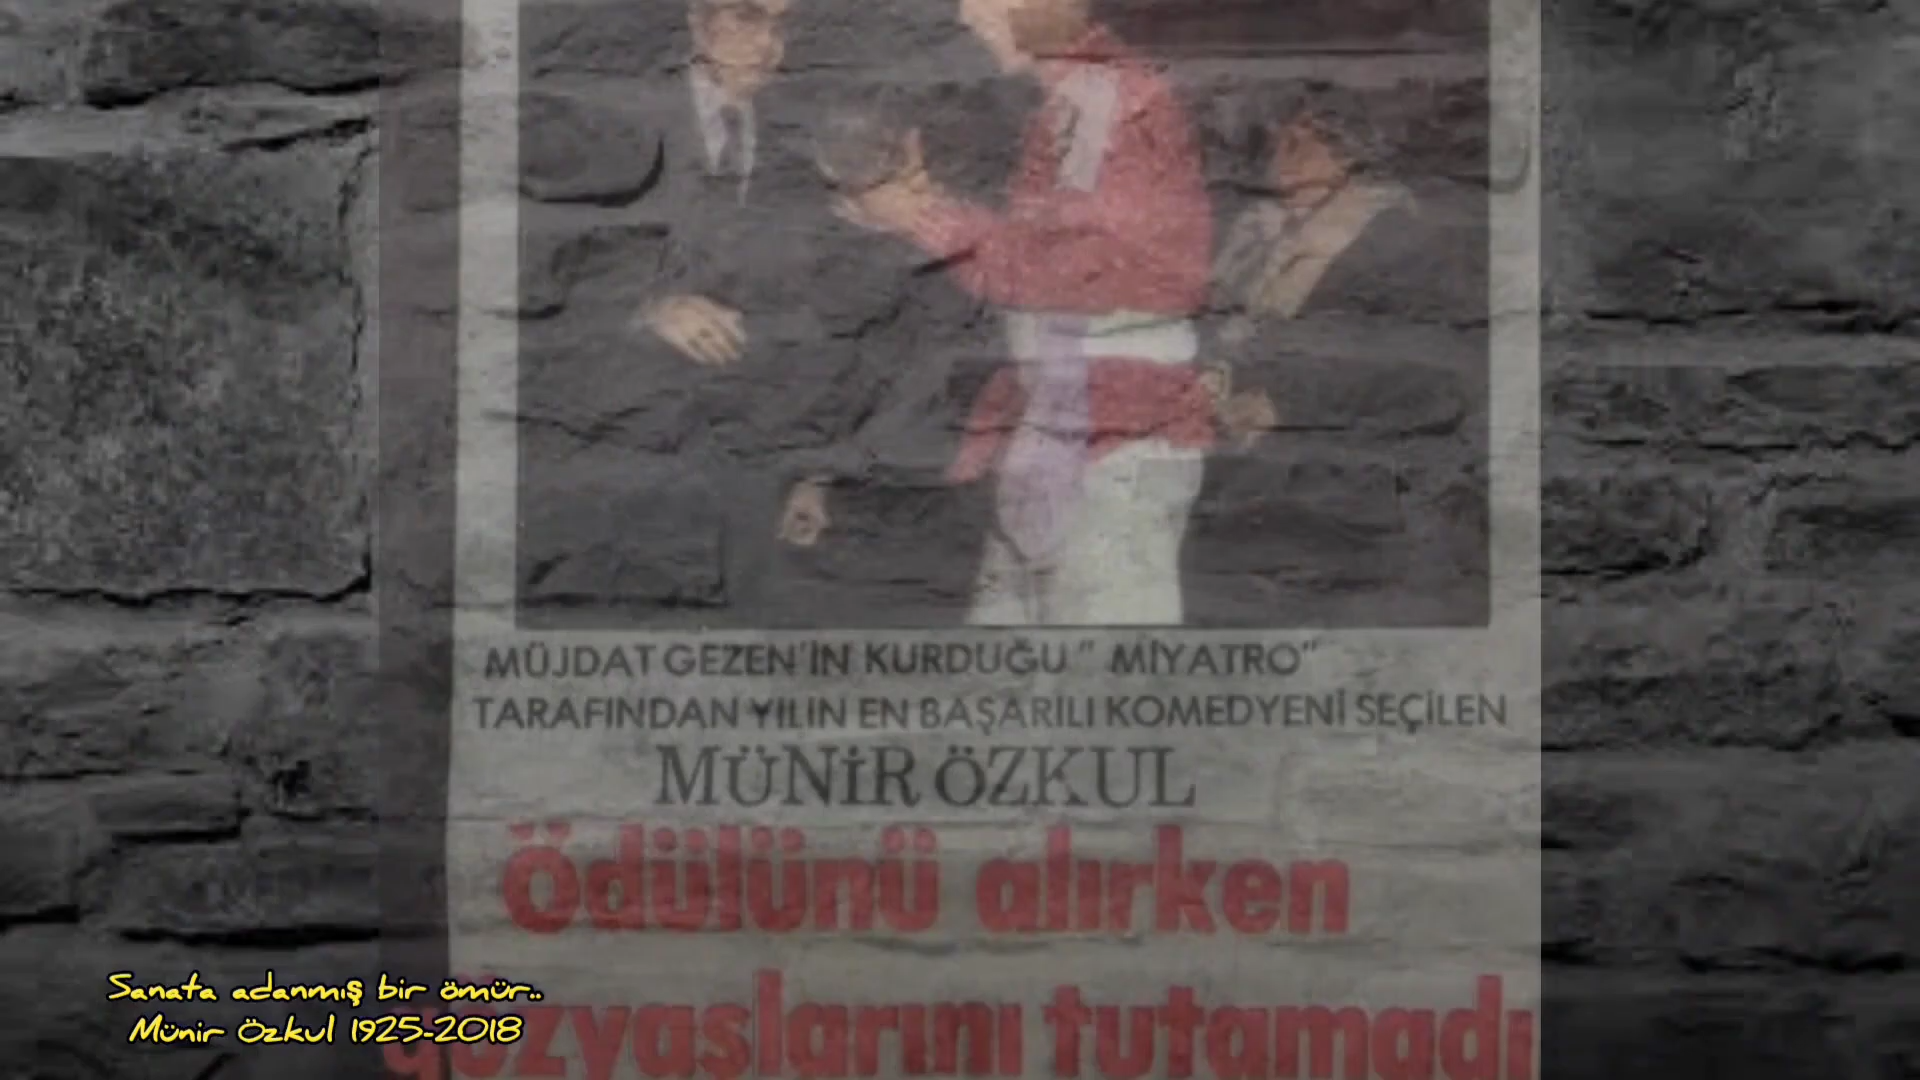 MÜJDAT GEZEN'İN KURDUĞU " MİYATRO"
TARAFINDAN YILIN EN BAŞARILI KOMEDYENİ SEÇİLEN
MÜNİR ÖZKUL
Ödülünü alırken
gözyaşlarını tutamadı
Sanata adanmış bir ömür..
Münir Özkul 1925-2018